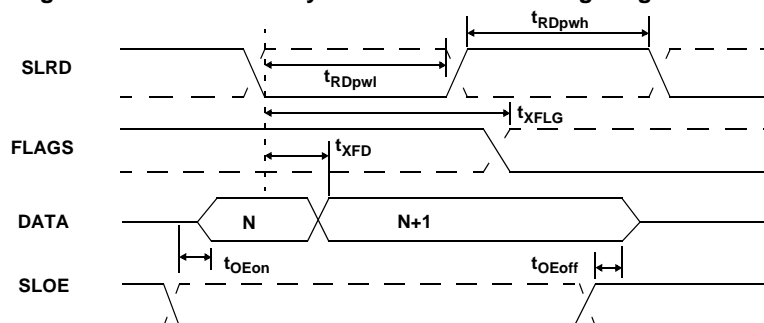 tRDpwh
SLRD
tRDpwl
tXFLG
FLAGS
tXFD
DATA
N
N+1
tOEon
tOEoff
SLOE